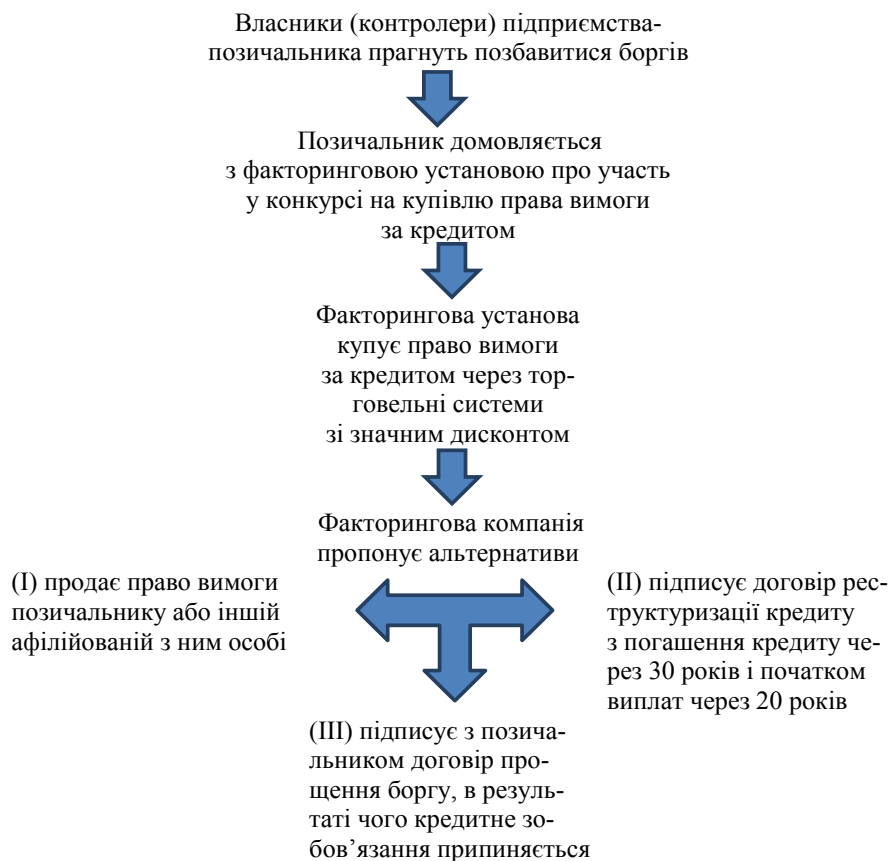 Власники (контролери) підприємства-
позичальника прагнуть позбавитися боргів
Позичальник домовляється
з факторинговою установою про участь
у конкурсі на купівлю права вимоги
за кредитом
Факторингова установа
купує право вимоги
за кредитом через тор-
говельні системи
зі значним дисконтом
Факторингова компанія
пропонує альтернативи
(I) продає право вимоги
позичальнику або іншій
афілійованій з ним особі
(II) підписує договір рес-
труктуризації кредиту
з погашення кредиту че-
рез 30 років і початком
виплат через 20 років
(III) підписує з позича-
льником договір про-
щення боргу, в резуль-
таті чого кредитне зо-
бов’язання припиняється